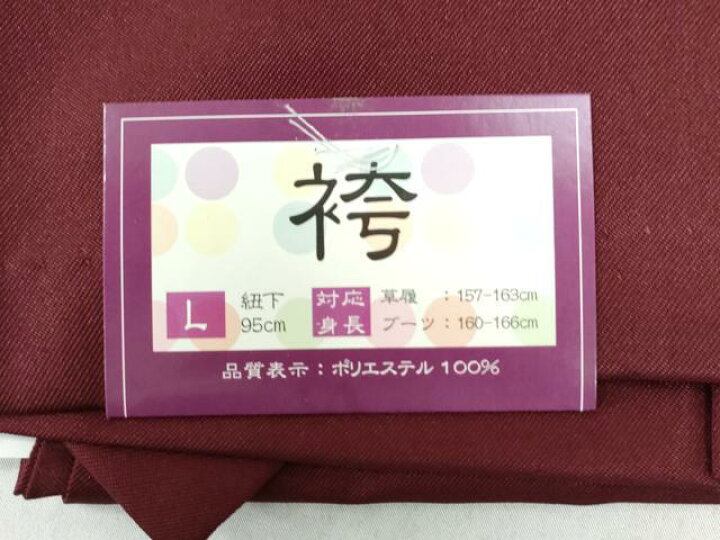 袴
L 紐下 95cm
対応身長 草履 : 157-163cm
ブーツ : 160-166cm
品質表示 : ポリエステル 100%